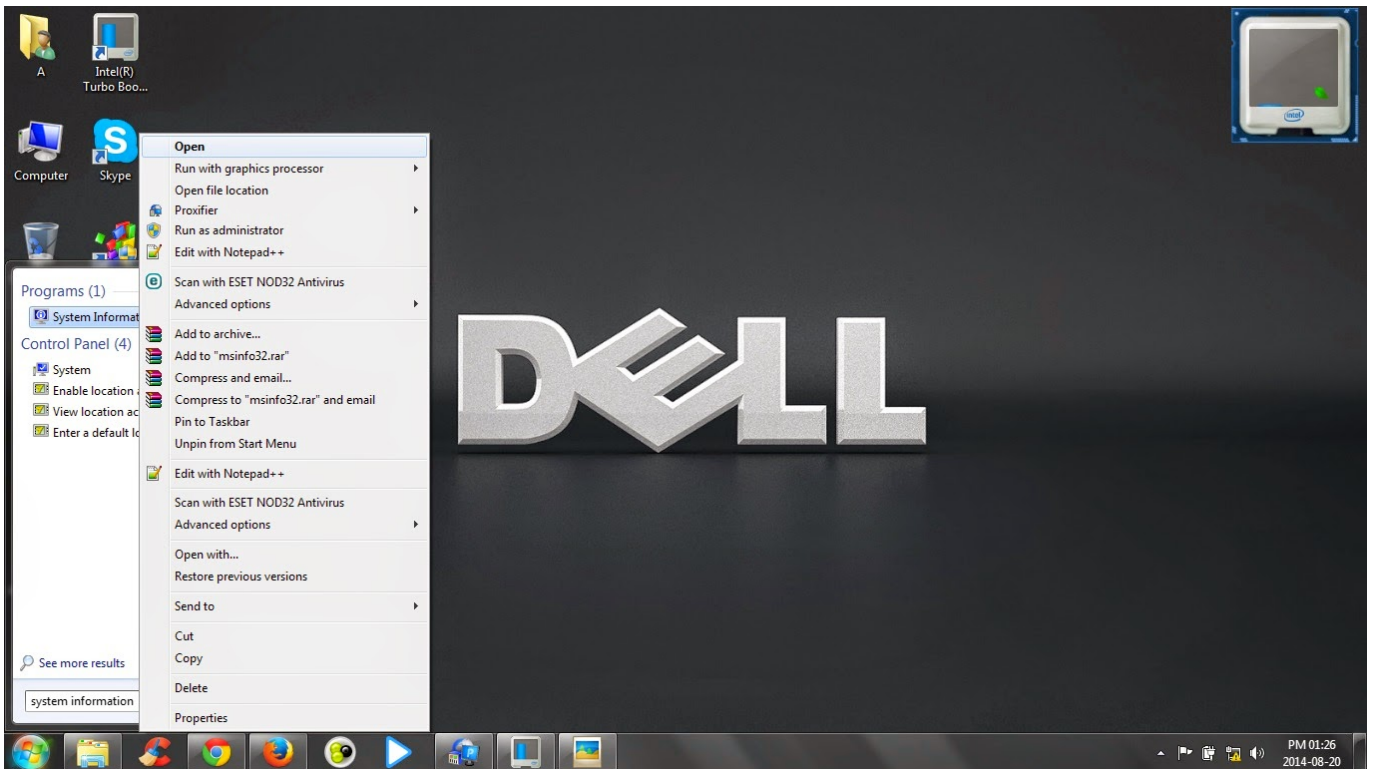 A
Intel(R)
Turbo Boo...
Computer
Skype
Open
Run with graphics processor
Open file location
Proxifier
Run as administrator
Edit with Notepad++
Scan with ESET NOD32 Antivirus
Advanced options
Add to archive...
Add to "msinfo32.rar"
Compress and email...
Compress to "msinfo32.rar" and email
Pin to Taskbar
Unpin from Start Menu
Edit with Notepad++
Scan with ESET NOD32 Antivirus
Advanced options
Open with...
Restore previous versions
Send to
Cut
Copy
Delete
Properties
Programs (1)
System Informat
Control Panel (4)
System
Enable location a
View location ac
Enter a default lo
See more results
system information
DELL
intel
PM 01:26
2014-08-20